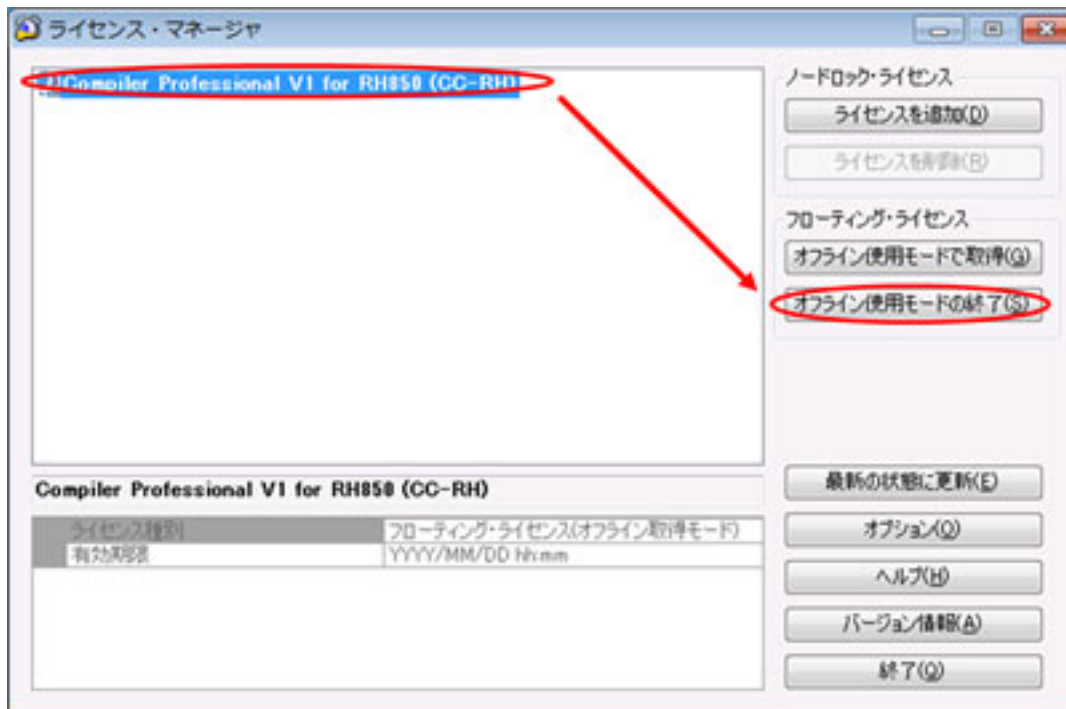 ライセンス・マネージャ
Compiler Professional V1 for RH850 (CC-RH)
ノードロック・ライセンス
ライセンスを追加(D)
ライセンスを削除(R)
フローティング・ライセンス
オフライン使用モードで取得(G)
オフライン使用モードの終了(S)
最新の状態に更新(E)
オプション(O)
ヘルプ(H)
バージョン情報(A)
終了(Q)
Compiler Professional V1 for RH850 (CC-RH)
ライセンス種別 フローティング・ライセンス(オフライン取得モード)
有効期限 YYYY/MM/DD hh:mm